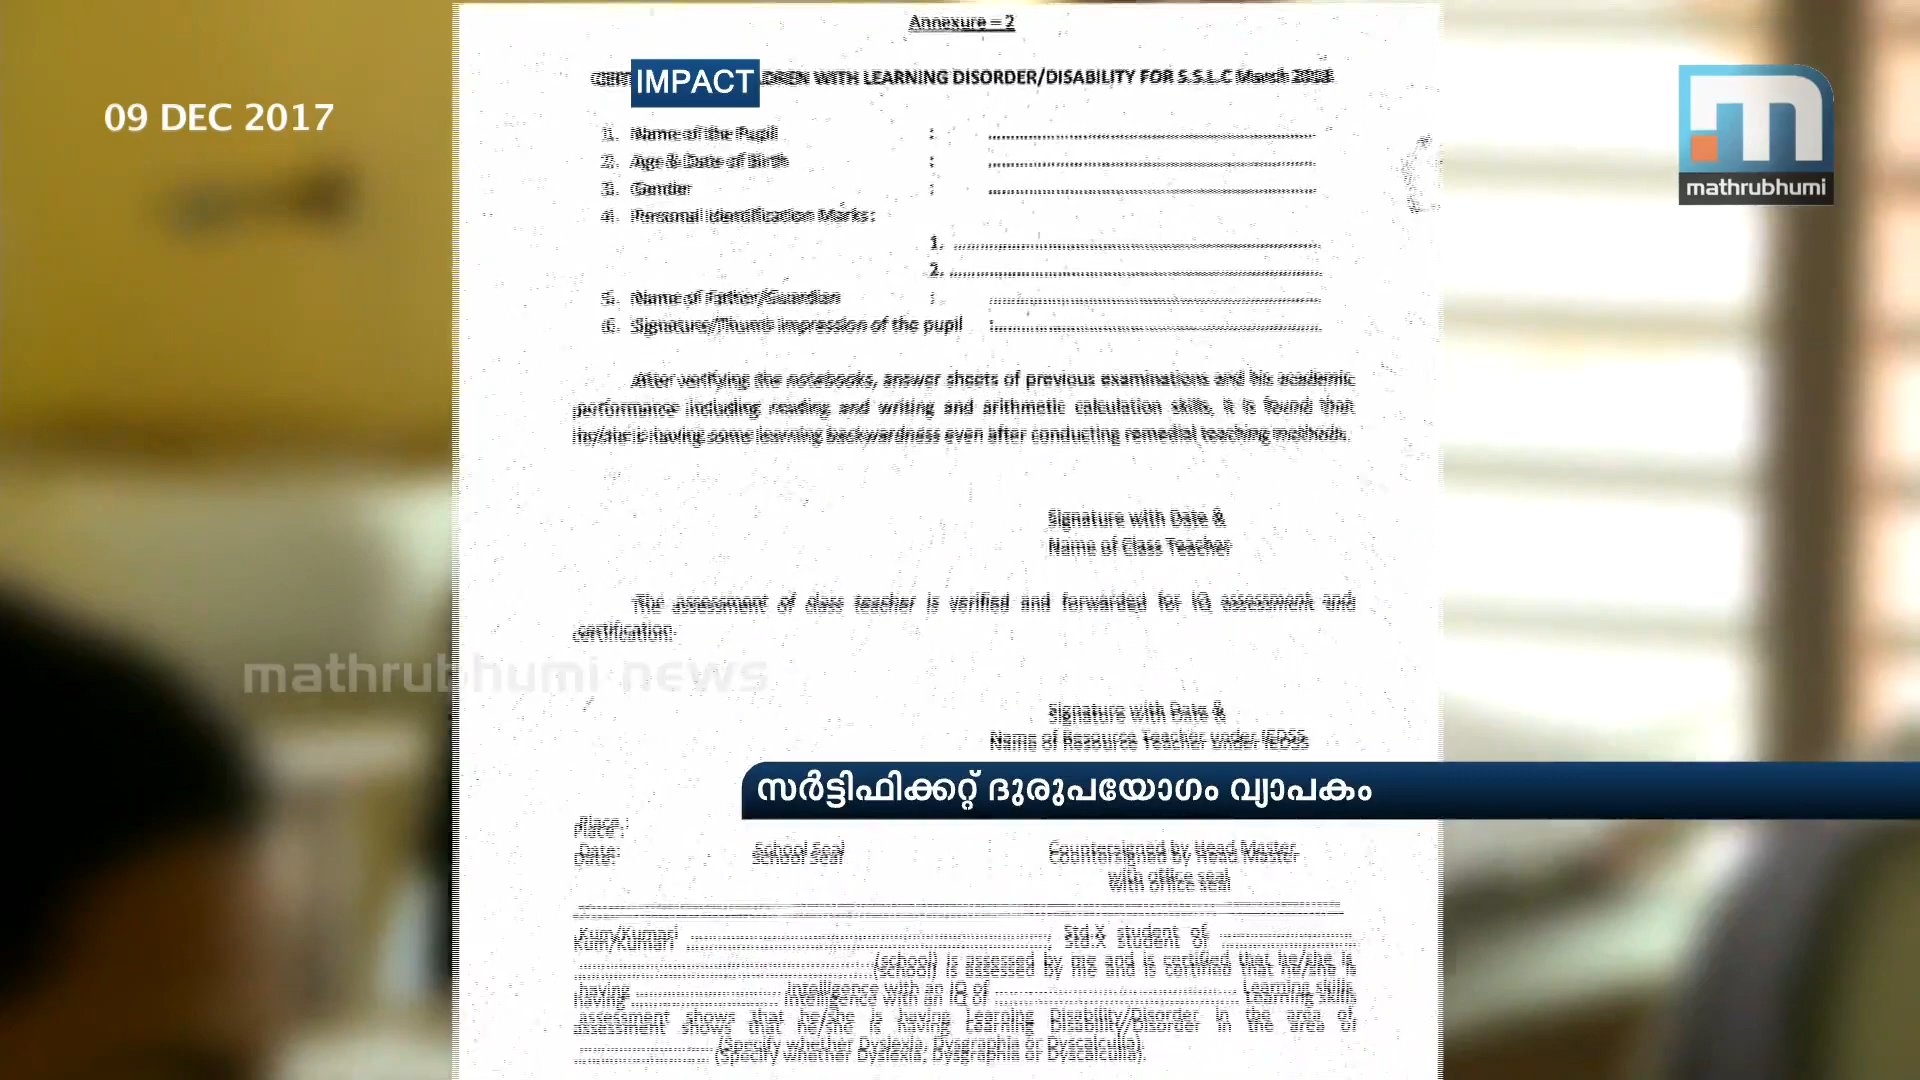 Annexure – 2
IMPACT
WITH LEARNING DISORDER/DISABILITY FOR S.S.L.C March 2018
09 DEC 2017
mathrubhumi
1. Name of the Pupil : ....................
2. Age & Date of Birth : ....................
3. Gender : ....................
4. Personal Identification Marks:
1. ....................
2. ....................
5. Name of Father/Guardian : ....................
6. Signature/Thumb impression of the pupil :....................
After verifying the notebooks, answer sheets of previous examinations and his academic
performance including reading and writing and arithmetic calculation skills, it is found that
he/she is having some learning backwardness even after conducting remedial teaching methods.
Signature with Date &
Name of Class Teacher
The assessment of class teacher is verified and forwarded for IQ assessment and
certification.
mathrubhumi news
Signature with Date &
Name of Resource Teacher under IEDSS
സർട്ടിഫിക്കറ്റ് ദുരുപയോഗം വ്യാപകം
Place:
Date: School Seal Countersigned by Head Master
with office seal
Kum/Kumari .................... Std.X student of ....................
.................... (school) is assessed by me and is certified that he/she is
having .................... intelligence with an IQ of .................... Learning skills
assessment shows that he/she is having Learning Disability/Disorder in the area of
.................... (Specify whether Dyslexia, Dysgraphia or Dyscalcula).